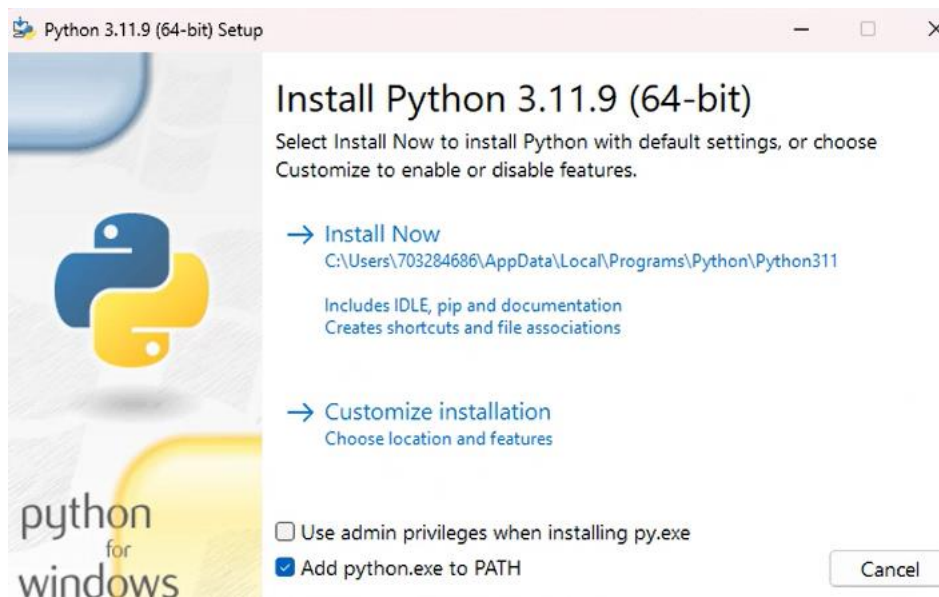 Python 3.11.9 (64-bit) Setup
Install Python 3.11.9 (64-bit)
Select Install Now to install Python with default settings, or choose
Customize to enable or disable features.
Install Now
C:\Users\703284686\AppData\Local\Programs\Python\Python311
Includes IDLE, pip and documentation
Creates shortcuts and file associations
Customize installation
Choose location and features
python
for
windows
Use admin privileges when installing py.exe
Add python.exe to PATH
Cancel